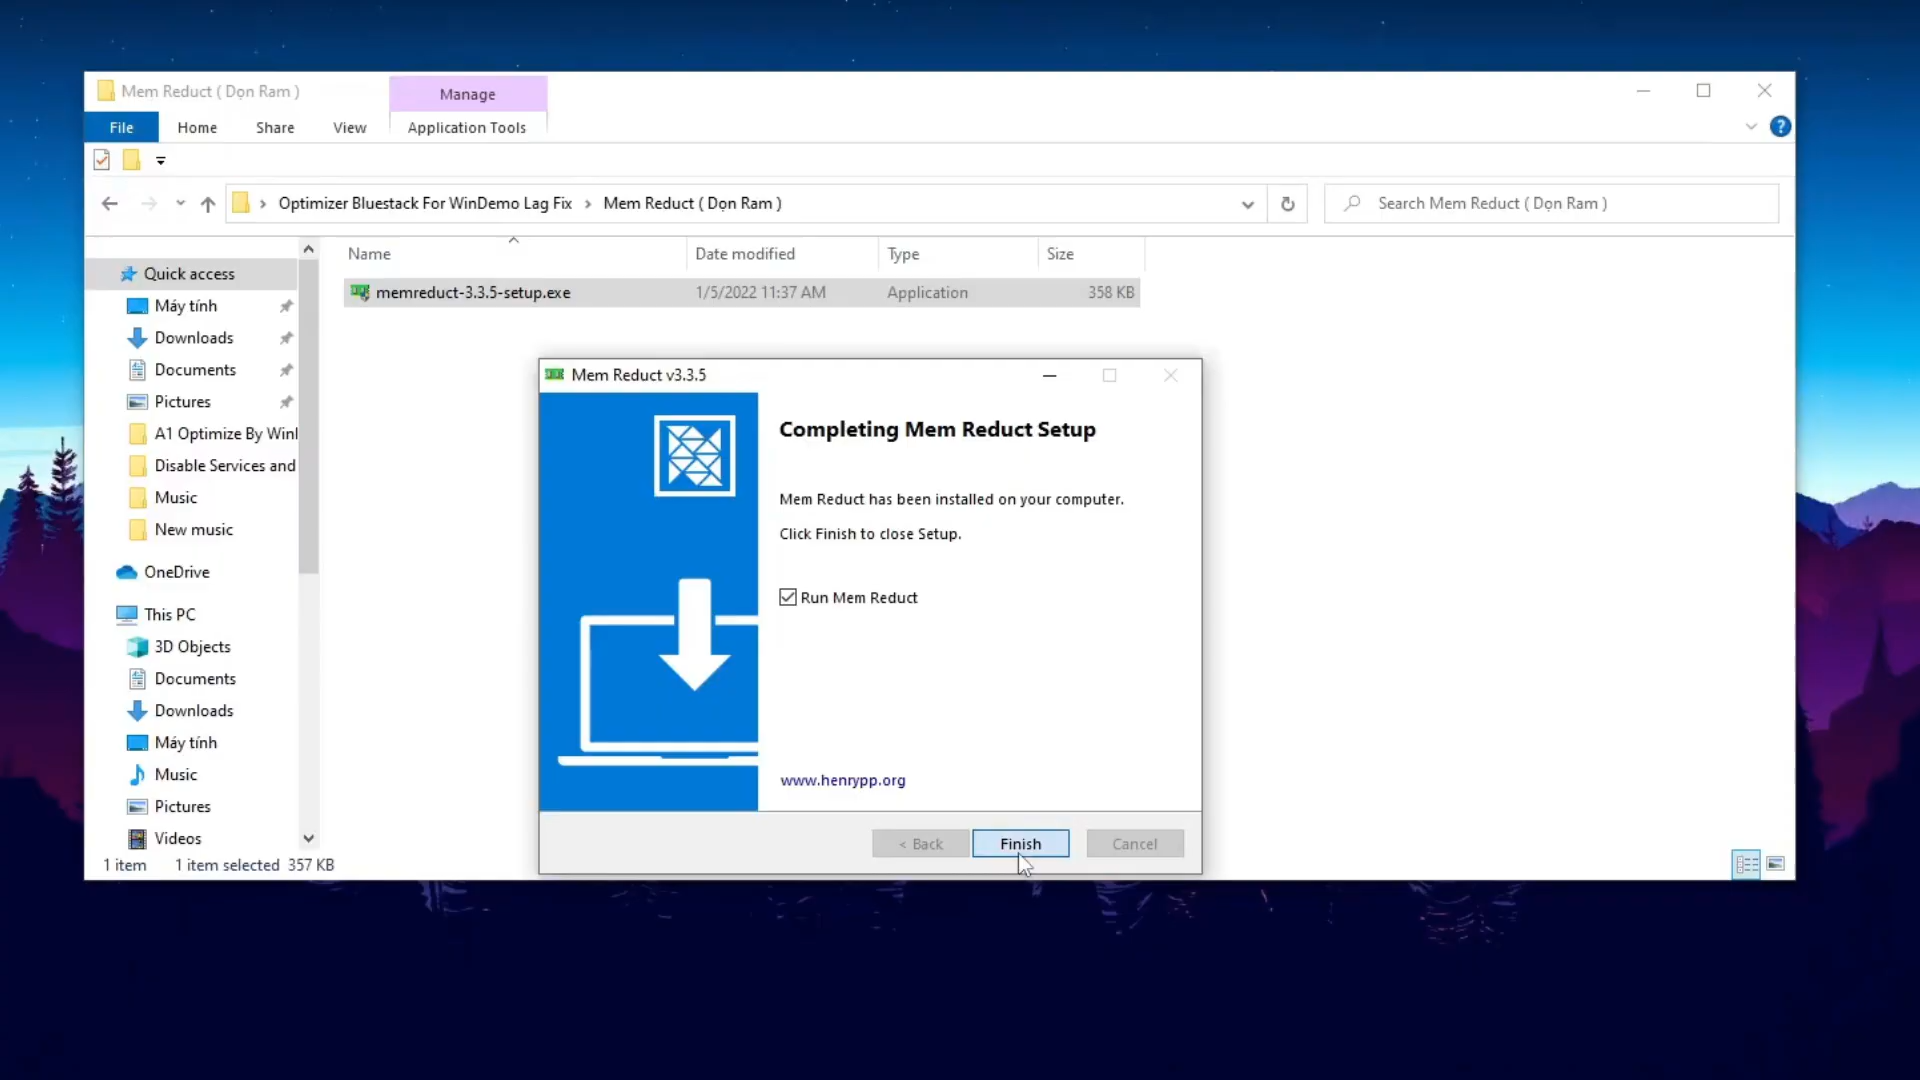 Mem Reduct ( Dọn Ram )
Manage
File
Home
Share
View
Application Tools
?
Optimizer Bluestack For WinDemo Lag Fix
Mem Reduct ( Dọn Ram )
Search Mem Reduct ( Dọn Ram )
Name
Date modified
Type
Size
memreduct-3.3.5-setup.exe
1/5/2022 11:37 AM
Application
358 KB
Quick access
Máy tính
Downloads
Documents
Pictures
A1 Optimize By Winl
Disable Services and
Music
New music
OneDrive
This PC
3D Objects
Documents
Downloads
Máy tính
Music
Pictures
Videos
1 item
1 item selected
357 KB
Mem Reduct v3.3.5
Completing Mem Reduct Setup
Mem Reduct has been installed on your computer.
Click Finish to close Setup.
Run Mem Reduct
www.henrypp.org
< Back
Finish
Cancel